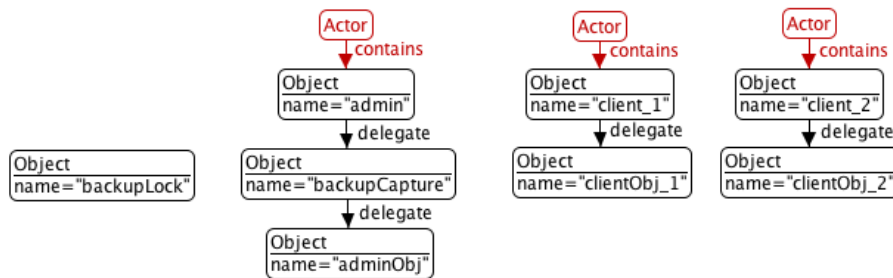 Actor
contains
Object
name="admin"
delegate
Object
name="backupCapture"
delegate
Object
name="adminObj"
Object
name="backupLock"
Actor
contains
Object
name="client_1"
delegate
Object
name="clientObj_1"
Actor
contains
Object
name="client_2"
delegate
Object
name="clientObj_2"